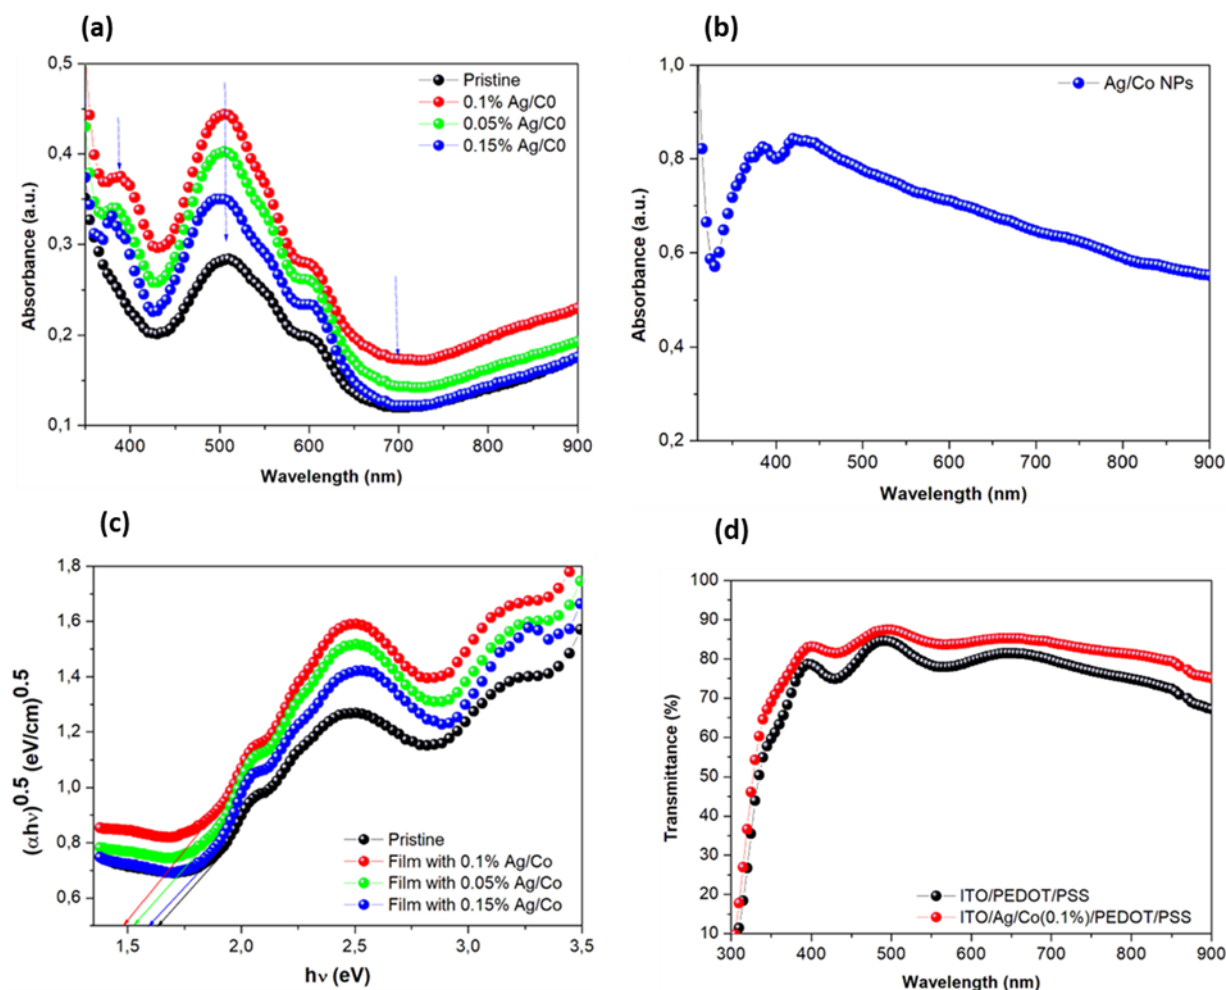 (a)
0,5
0,4
0,3
0,2
0,1
400 500 600 700 800 900
Absorbance (a.u.)
Wavelength (nm)
Pristine
0.1% Ag/C0
0.05% Ag/C0
0.15% Ag/C0
(b)
1,0
0,8
0,6
0,4
0,2
400 500 600 700 800 900
Absorbance (a.u.)
Wavelength (nm)
Ag/Co NPs
(c)
1,8
1,6
1,4
1,2
1,0
0,8
0,6
1,5 2,0 2,5 3,0 3,5
(αhν)0.5 (eV/cm)0.5
hν (eV)
Pristine
Film with 0.1% Ag/Co
Film with 0.05% Ag/Co
Film with 0.15% Ag/Co
(d)
100
90
80
70
60
50
40
30
20
10
300 400 500 600 700 800 900
Transmittance (%)
Wavelength (nm)
ITO/PEDOT/PSS
ITO/Ag/Co(0.1%)/PEDOT/PSS